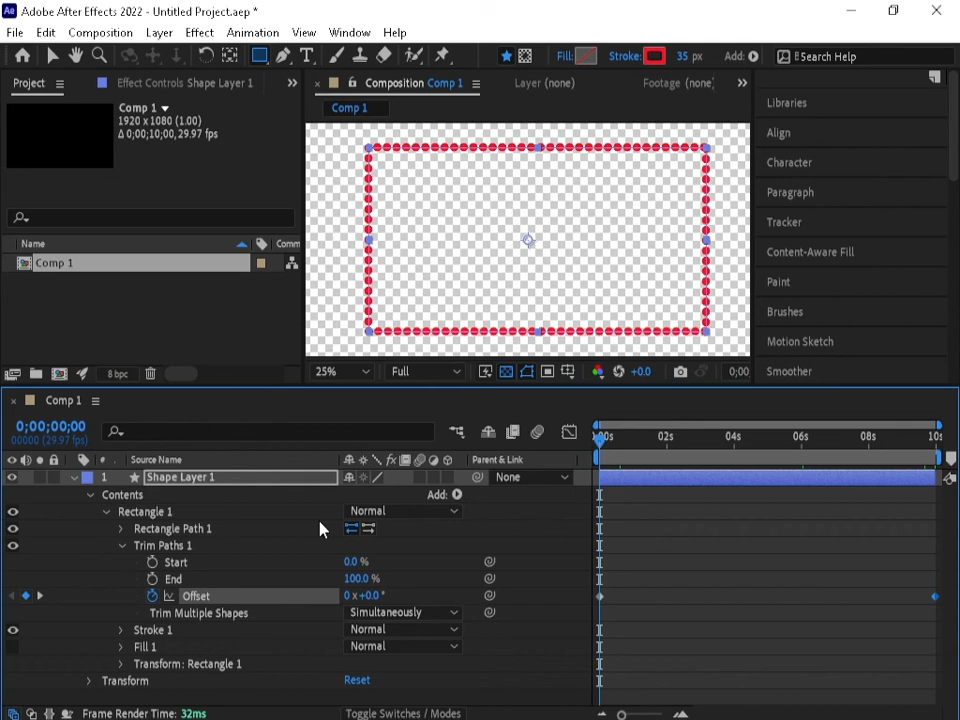 Adobe After Effects 2022 - Untitled Project.aep *
File Edit Composition Layer Effect Animation View Window Help
Fill: Stroke: 35 px Add: Search Help
Project Effect Controls Shape Layer 1
Composition Comp 1 Layer (none) Footage (none)
Comp 1
1920 x 1080 (1.00)
Δ 0;00;10;00, 29.97 fps
Comp 1
Libraries
Align
Character
Paragraph
Tracker
Content-Aware Fill
Paint
Brushes
Motion Sketch
Smoother
Name Comm
Comp 1
8 bpc
25% Full +0.0 0;00
Comp 1
0;00;00;00
00000 (29.97 fps)
:00s 02s 04s 06s 08s 10s
# Source Name Parent & Link
1 Shape Layer 1 None
Contents Add:
Rectangle 1 Normal
Rectangle Path 1
Trim Paths 1
Start 0.0 %
End 100.0 %
Offset 0 x+0.0 °
Trim Multiple Shapes Simultaneously
Stroke 1 Normal
Fill 1 Normal
Transform: Rectangle 1
Transform Reset
Frame Render Time: 32ms Toggle Switches / Modes